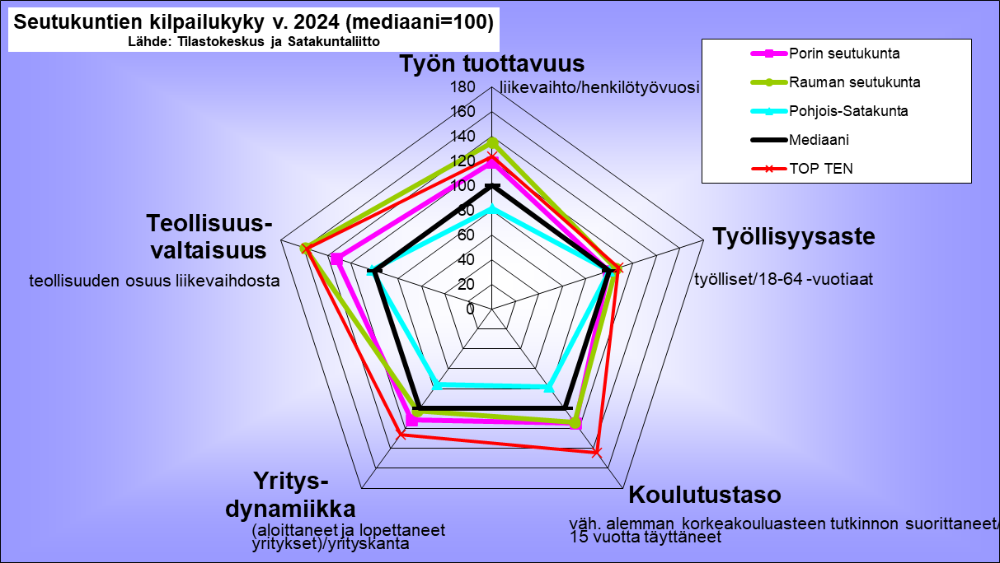 Seutukuntien kilpailukyky v. 2024 (mediaani=100)
Lähde: Tilastokeskus ja Satakuntaliitto
Porin seutukunta
Rauman seutukunta
Pohjois-Satakunta
Mediaani
TOP TEN
Työn tuottavuus
liikevaihto/henkilötyövuosi
180
160
140
120
100
80
60
40
20
0
Teollisuus-
valtaisuus
teollisuuden osuus liikevaihdosta
Työllisyysaste
työlliset/18-64 -vuotiaat
Yritys-
dynamiikka
(aloittaneet ja lopettaneet
yritykset)/yrityskanta
Koulutustaso
väh. alemman korkeakouluasteen tutkinnon suorittaneet/
15 vuotta täyttäneet